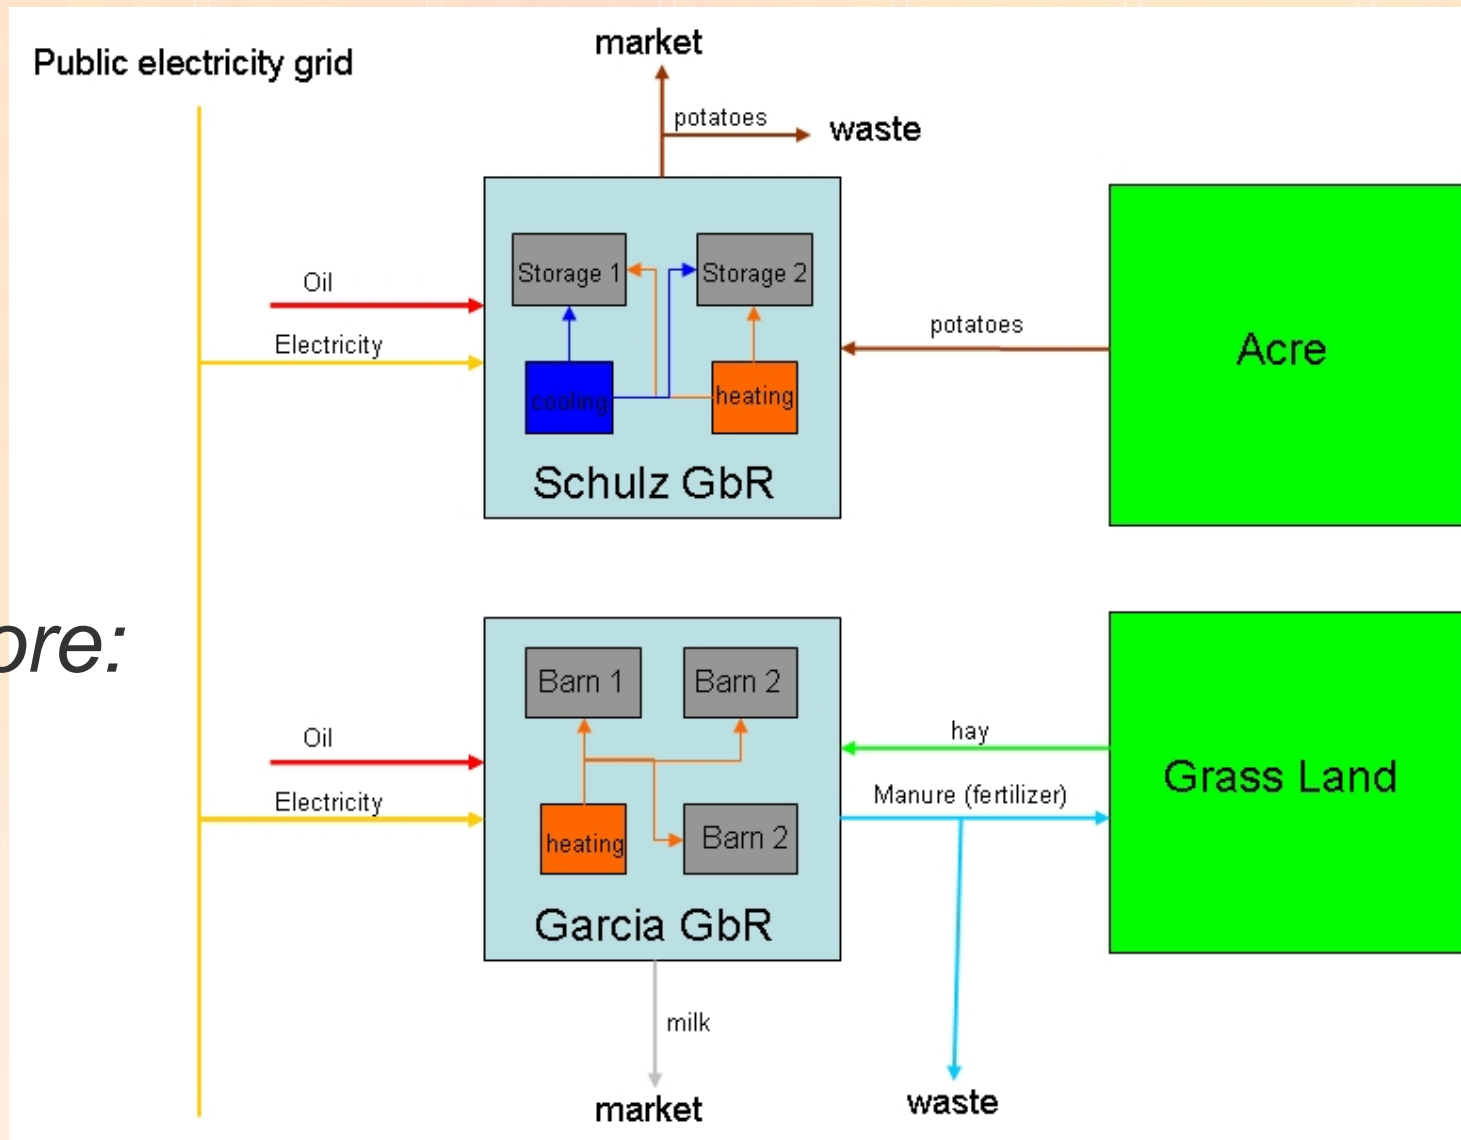 Public electricity grid
market
potatoes
waste
Storage 1
Storage 2
Oil
Electricity
potatoes
Acre
cooling
heating
Schulz GbR
ore:
Barn 1
Barn 2
Oil
hay
Grass Land
Electricity
Manure (fertilizer)
heating
Barn 2
Garcia GbR
milk
market
waste